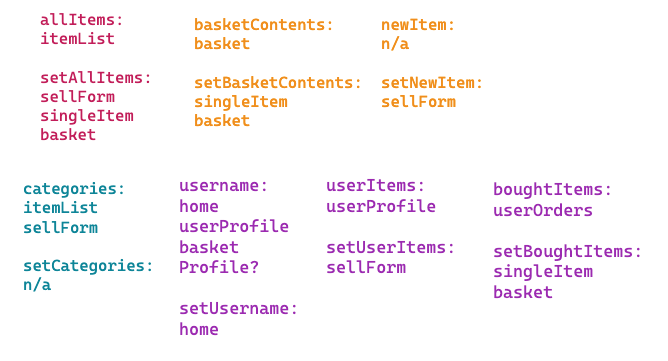 allItems:
itemList
setAllItems:
sellForm
singleItem
basket
basketContents:
basket
setBasketContents:
singleItem
basket
newItem:
n/a
setNewItem:
sellForm
categories:
itemList
sellForm
setCategories:
n/a
username:
home
userProfile
basket
Profile?
setUsername:
home
userItems:
userProfile
setUserItems:
sellForm
boughtItems:
userOrders
setBoughtItems:
singleItem
basket